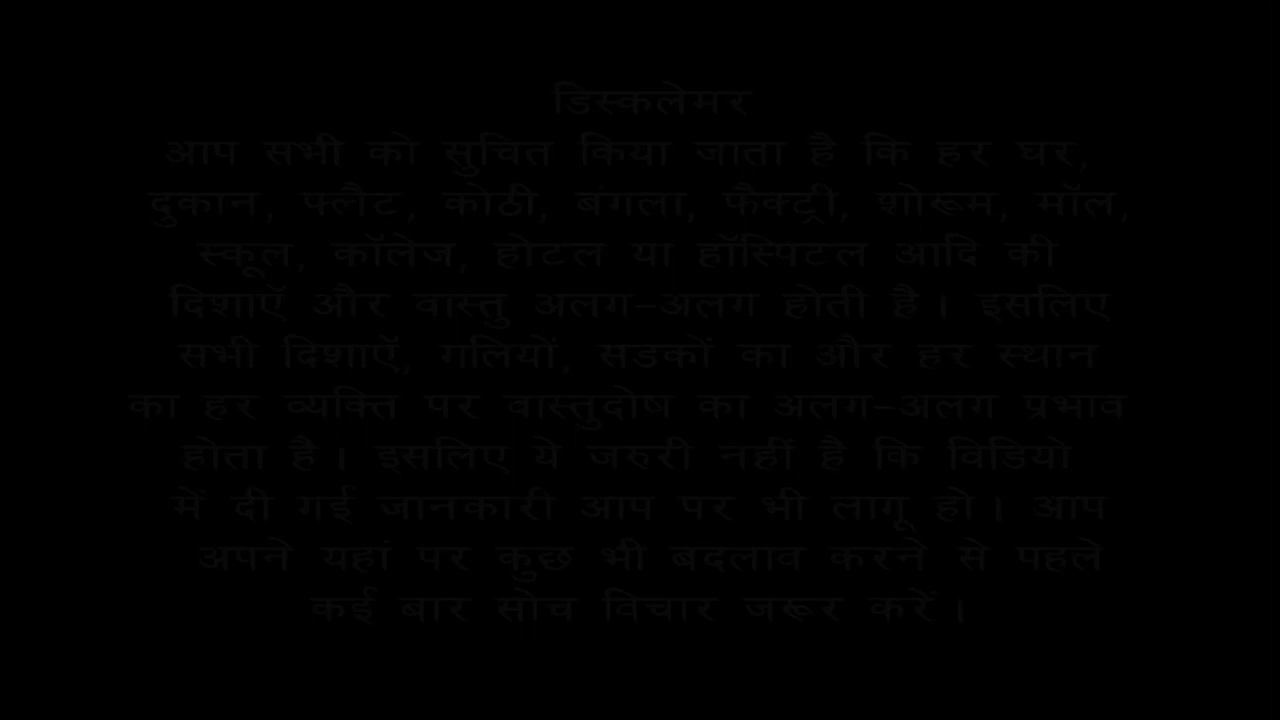 डिस्कलेमर
आप सभी को सुचित किया जाता है कि हर घर,
दुकान, फ्लैट, कोठी, बंगला, फैक्ट्री, शोरूम, मॉल,
स्कूल, कॉलेज, होटल या हॉस्पिटल आदि की
दिशाएँ और वास्तु अलग–अलग होती है। इसलिए
सभी दिशाएँ, गलियों, सडकों का और हर स्थान
का हर व्यक्ति पर वास्तुदोष का अलग–अलग प्रभाव
होता है। इसलिए ये जरुरी नहीं है कि विडियो
में दी गई जानकारी आप पर भी लागू हो। आप
अपने यहां पर कुछ भी बदलाव करने से पहले
कई बार सोच विचार जरूर करें।